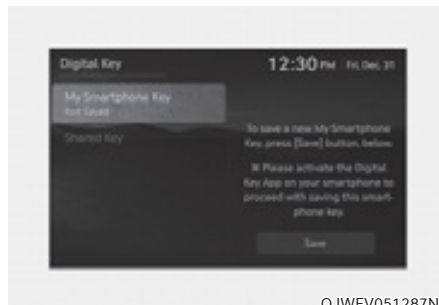 Digital Key
12:30 PM Fri, Dec. 31
My Smartphone Key
Not Saved
Shared Key
To save a new My Smartphone
Key, press [Save] button, below.
※ Please activate the Digital
Key App on your smartphone to
proceed with saving this smart-
phone key.
Save
OJWEV051287N